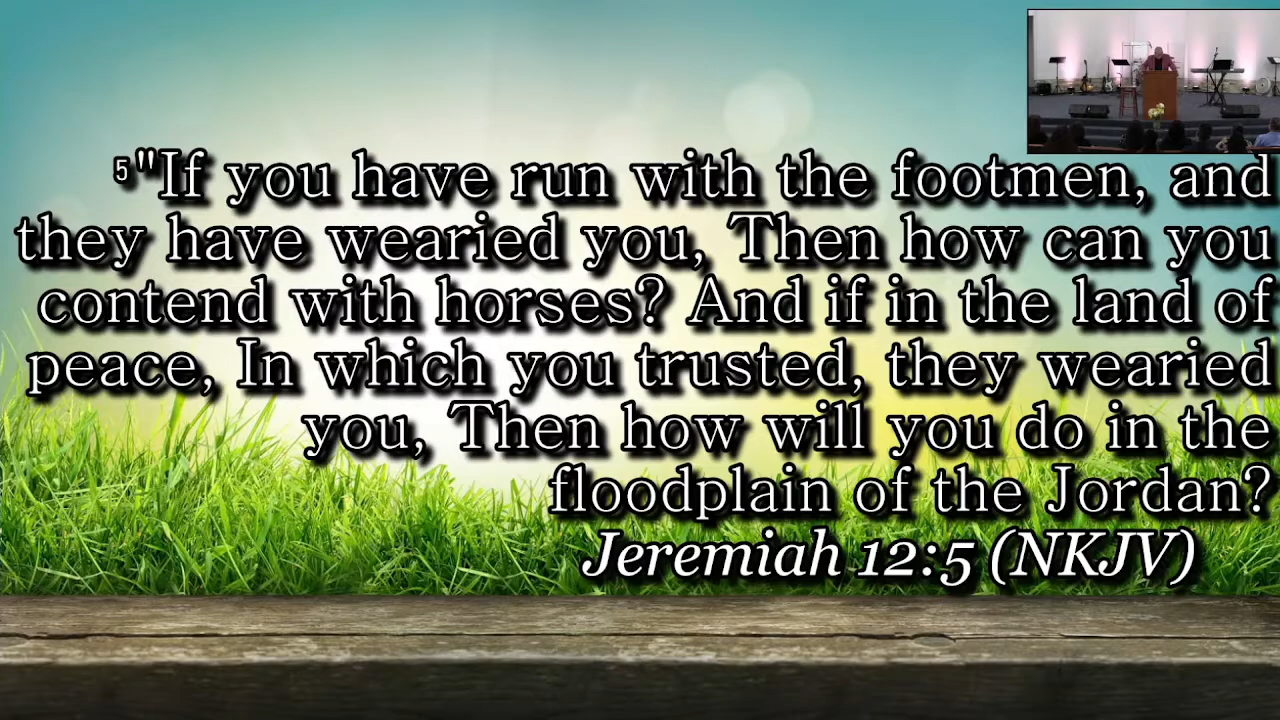 5"If you have run with the footmen, and
they have wearied you, Then how can you
contend with horses? And if in the land of
peace, In which you trusted, they wearied
you, Then how will you do in the
floodplain of the Jordan?
Jeremiah 12:5 (NKJV)